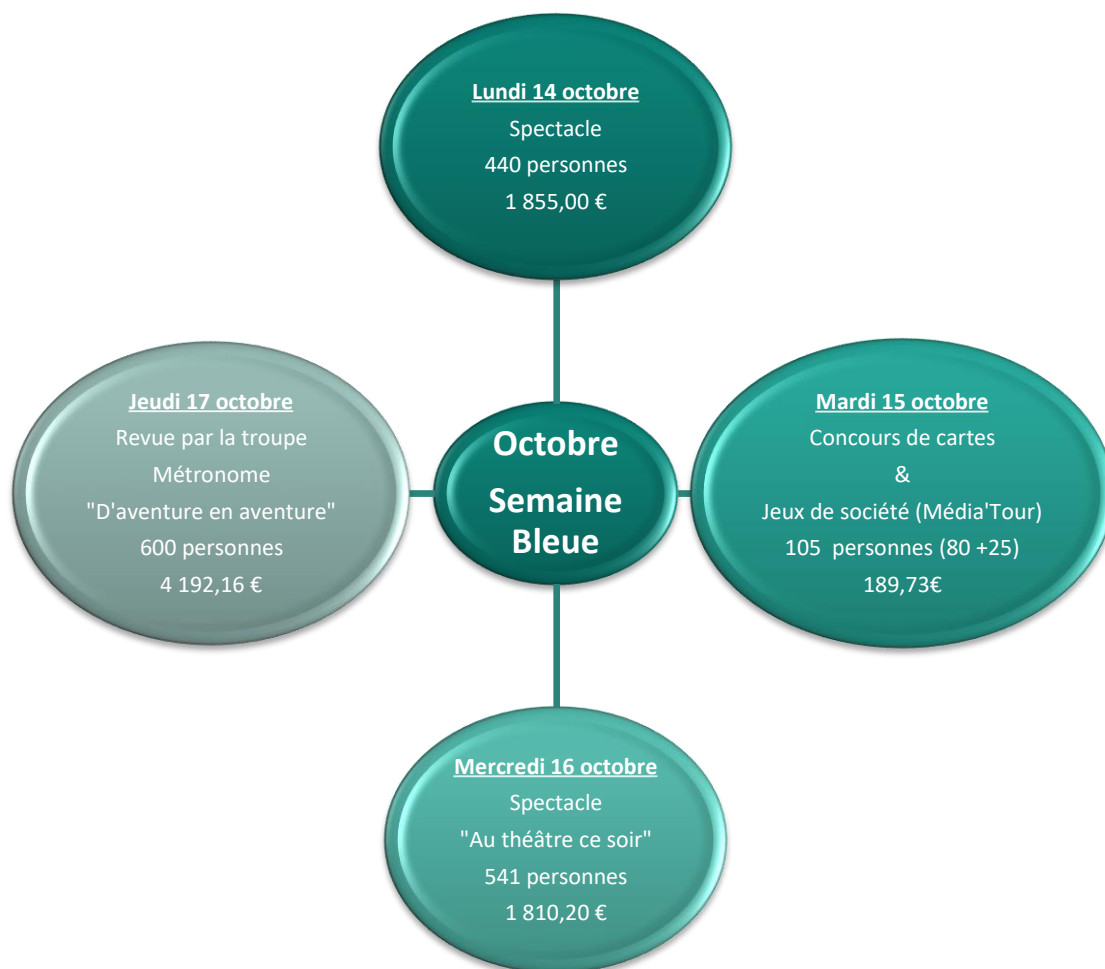 Lundi 14 octobre
Spectacle
440 personnes
1 855,00 €
Jeudi 17 octobre
Revue par la troupe
Métronome
"D'aventure en aventure"
600 personnes
4 192,16 €
Octobre
Semaine
Bleue
Mardi 15 octobre
Concours de cartes
&
Jeux de société (Média'Tour)
105 personnes (80 +25)
189,73€
Mercredi 16 octobre
Spectacle
"Au théâtre ce soir"
541 personnes
1 810,20 €